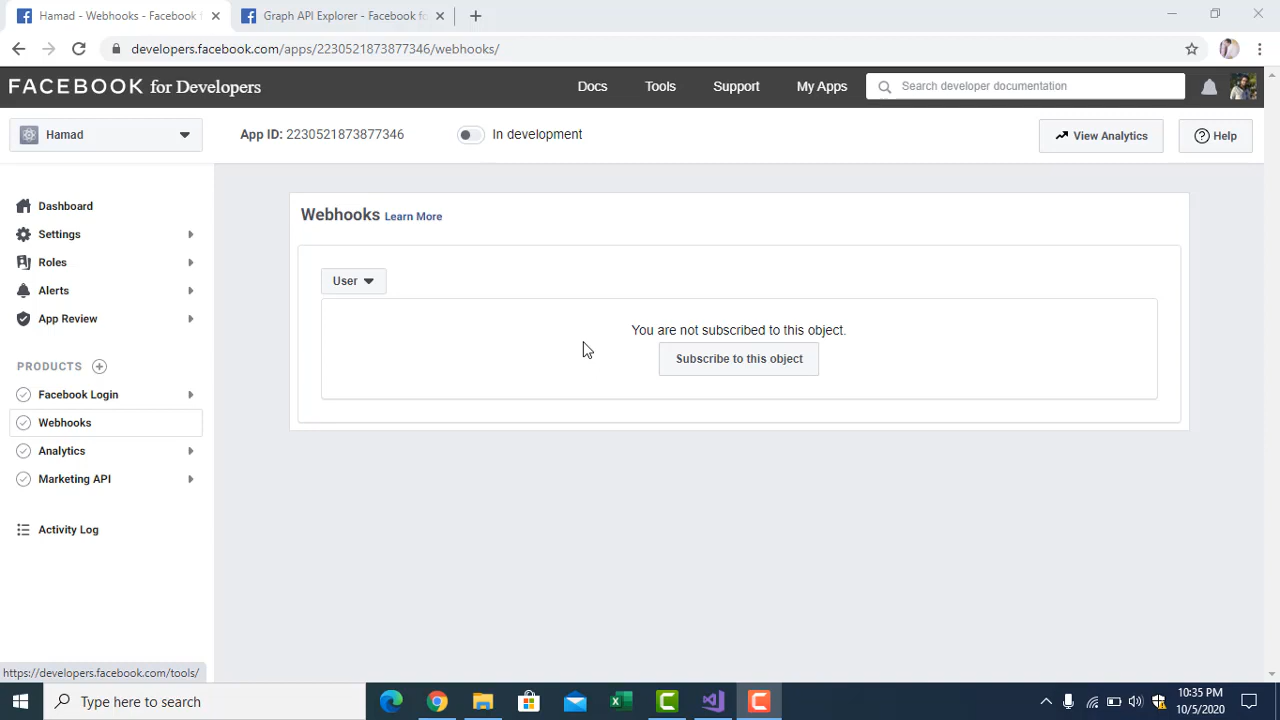 Hamad - Webhooks - Facebook f
Graph API Explorer - Facebook fo
developers.facebook.com/apps/2230521873877346/webhooks/
FACEBOOK for Developers
Docs
Tools
Support
My Apps
Search developer documentation
Hamad
App ID: 2230521873877346
In development
View Analytics
Help
Dashboard
Settings
Roles
Alerts
App Review
PRODUCTS
Facebook Login
Webhooks
Analytics
Marketing API
Activity Log
Webhooks Learn More
User
You are not subscribed to this object.
Subscribe to this object
https://developers.facebook.com/tools/
Type here to search
10:35 PM
10/5/2020